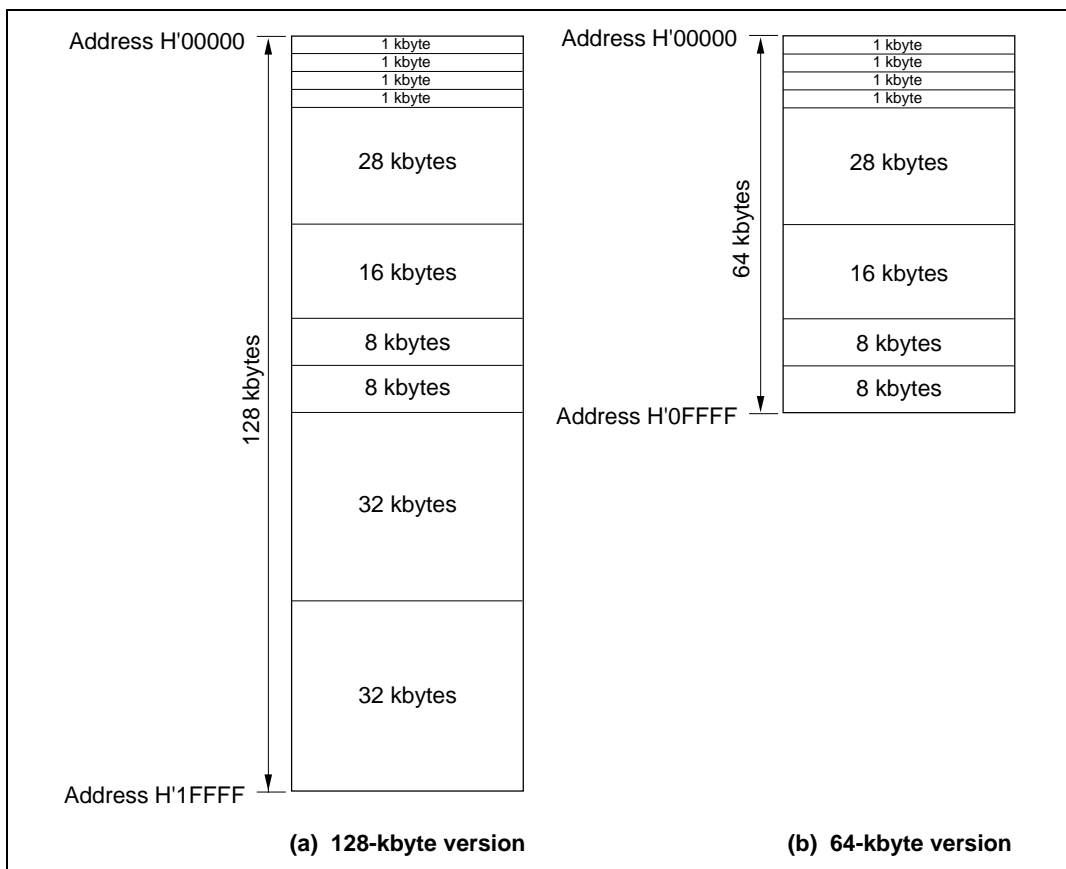 Address H'00000
1 kbyte
1 kbyte
1 kbyte
1 kbyte
28 kbytes
16 kbytes
8 kbytes
8 kbytes
32 kbytes
32 kbytes
128 kbytes
Address H'1FFFF
(a) 128-kbyte version
Address H'00000
1 kbyte
1 kbyte
1 kbyte
1 kbyte
28 kbytes
16 kbytes
8 kbytes
8 kbytes
64 kbytes
Address H'0FFFF
(b) 64-kbyte version